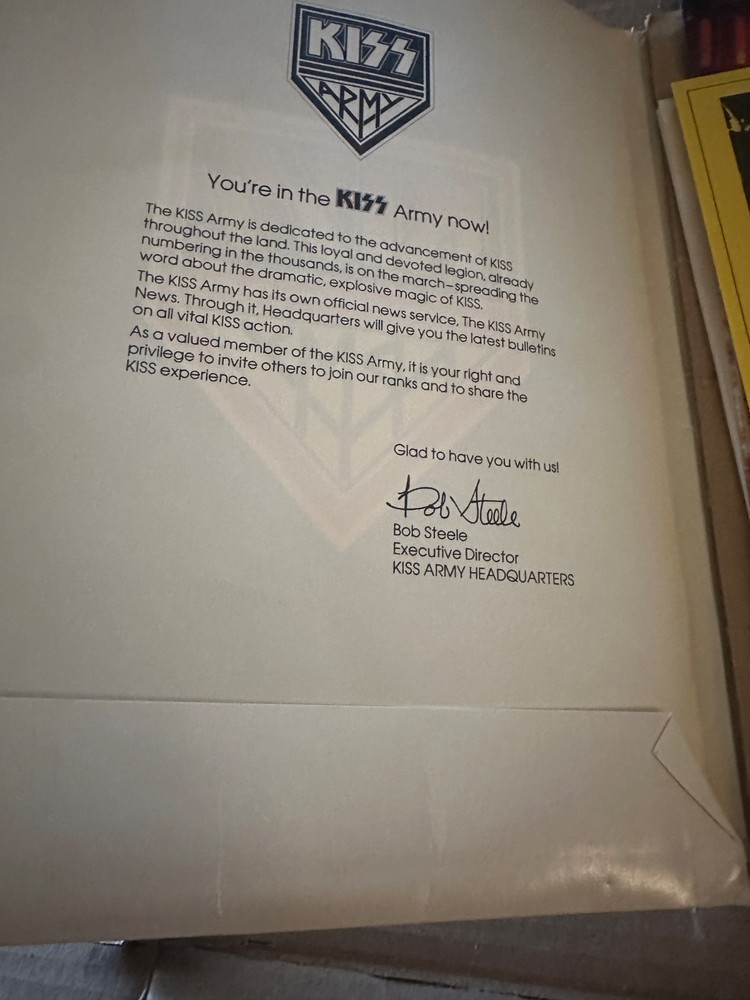 KISS
ARMY
You're in the KISS Army now!
The KISS Army is dedicated to the advancement of KISS
throughout the land. This loyal and devoted legion, already
numbering in the thousands, is on the march–spreading the
word about the dramatic, explosive magic of KISS.
The KISS Army has its own official news service, The KISS Army
News. Through it, Headquarters will give you the latest bulletins
on all vital KISS action.
As a valued member of the KISS Army, it is your right and
privilege to invite others to join our ranks and to share the
KISS experience.
Glad to have you with us!
Bob Steele
Bob Steele
Executive Director
KISS ARMY HEADQUARTERS